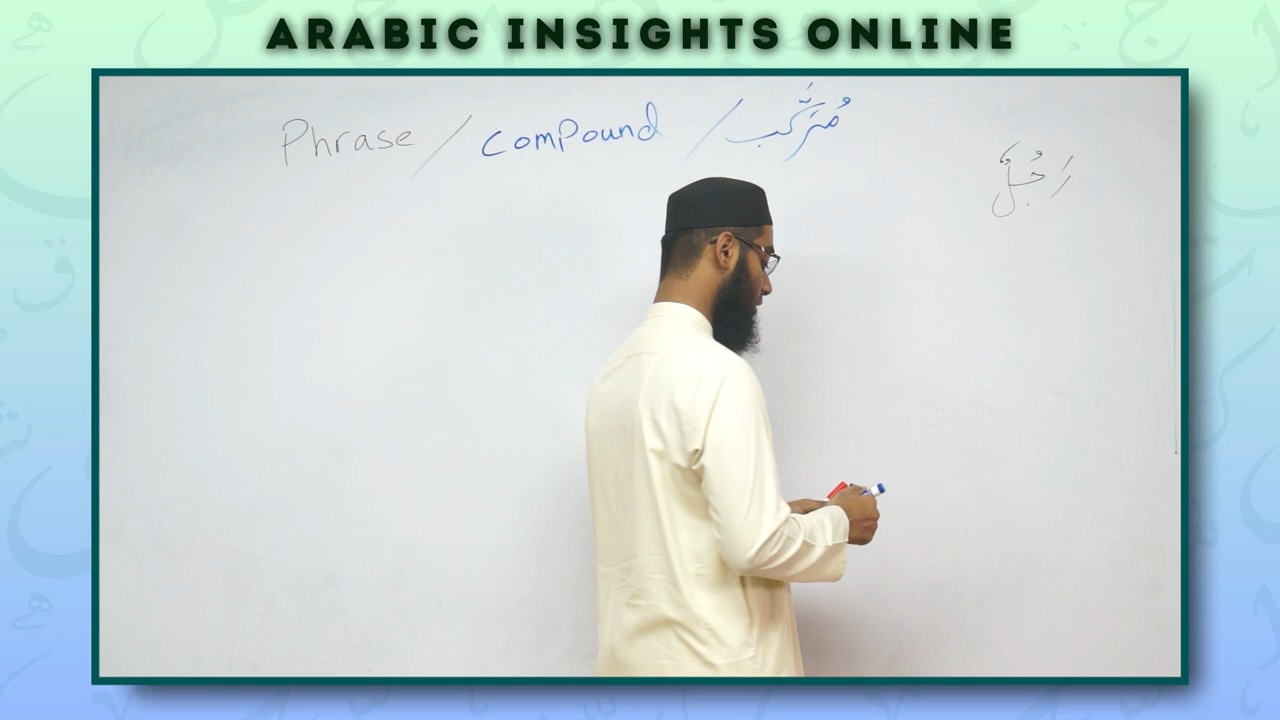 ARABIC INSIGHTS ONLINE
Phrase / compound / مُرَكَّب
رَجُلٌ